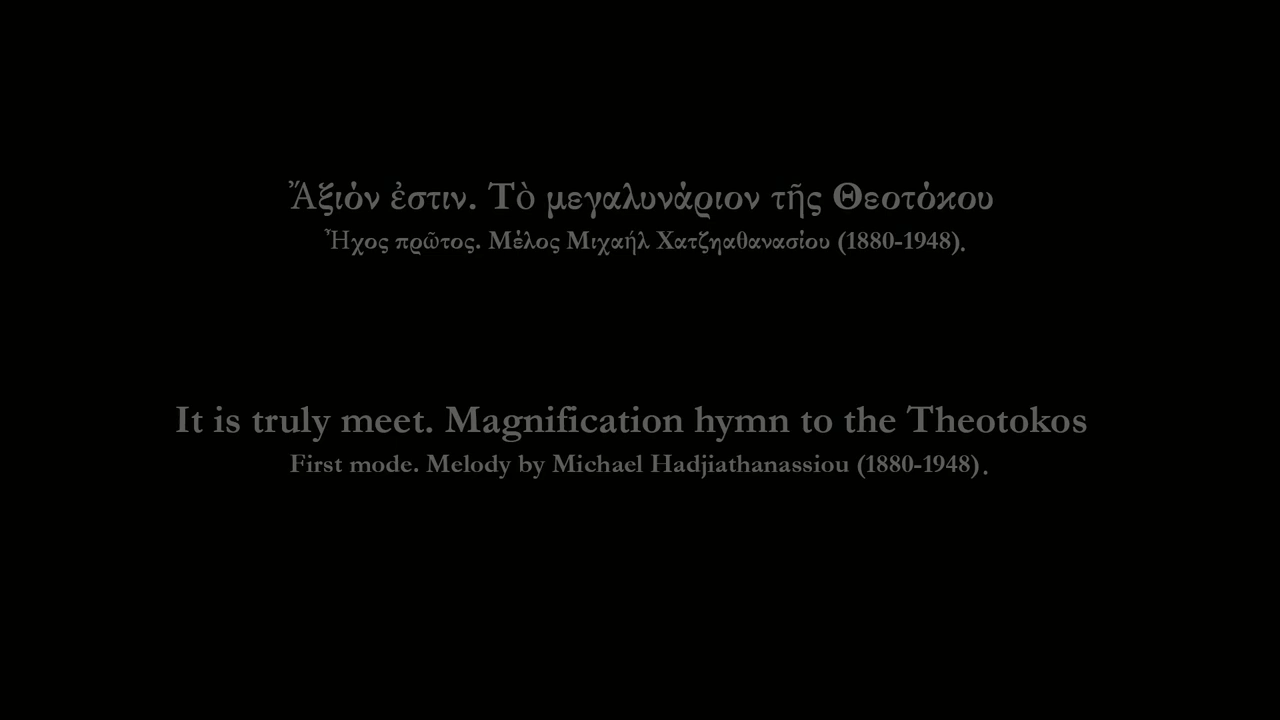 Ἄξιόν ἐστιν. Τὸ μεγαλυνάριον τῆς Θεοτόκου
Ἦχος πρῶτος. Μέλος Μιχαήλ Χατζηαθανασίου (1880-1948).
It is truly meet. Magnification hymn to the Theotokos
First mode. Melody by Michael Hadjiathanassiou (1880-1948).